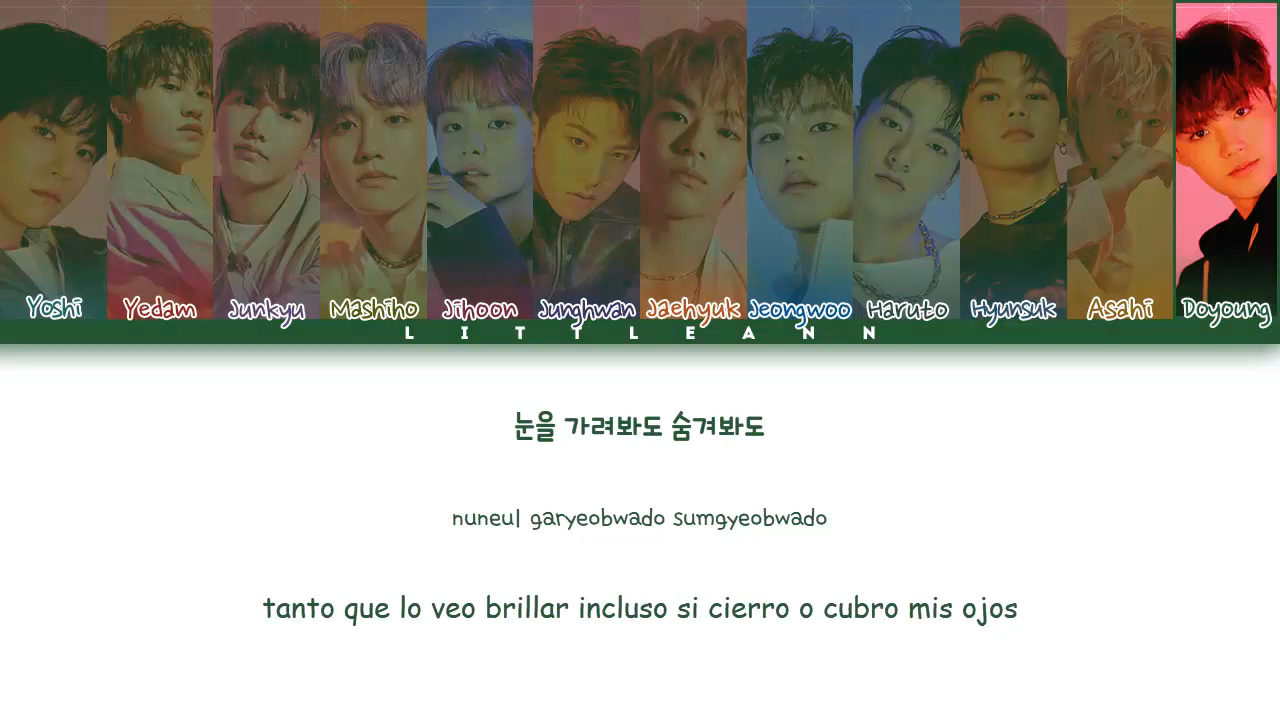 Yoshi Yedam Junkyu Mashiho Jihoon Junghwan Jaehyuk Jeongwoo Haruto Hyunsuk Asahi Doyoung
LITTLEANN
눈을 가려봐도 숨겨봐도
nuneul garyeobwado sumgyeobwado
tanto que lo veo brillar incluso si cierro o cubro mis ojos